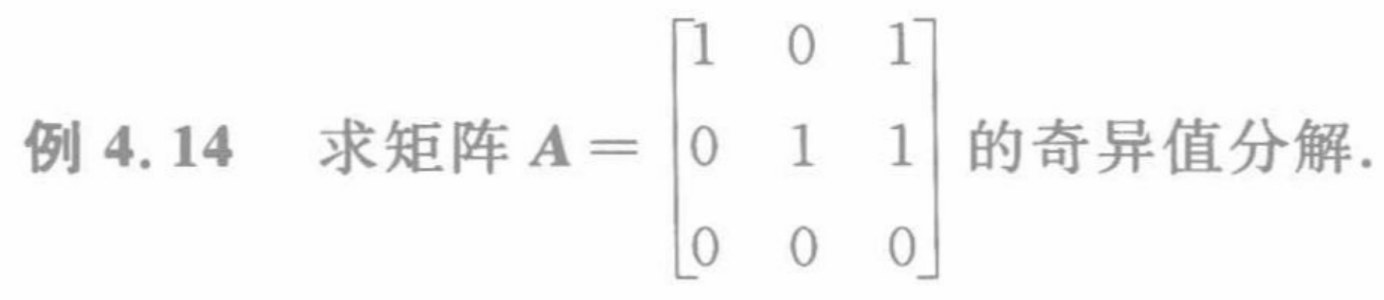 例 4.14 求矩阵 A = [1 0 1; 0 1 1; 0 0 0] 的奇异值分解.